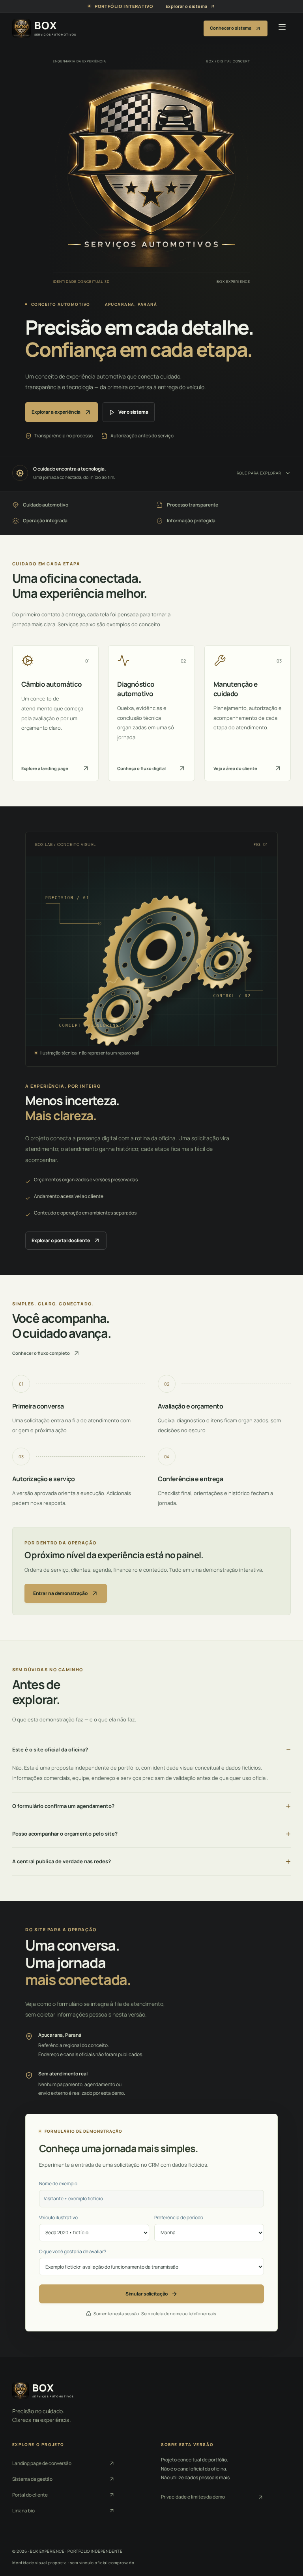 PORTFÓLIO INTERATIVO Explorar o sistema
BOX
SERVIÇOS AUTOMOTIVOS
Conhecer o sistema
ENGENHARIA DE EXPERIÊNCIA
BOX / DIGITAL CONCEPT
BOX
SERVIÇOS AUTOMOTIVOS
IDENTIDADE CONCEITUAL 3D
BOX EXPERIENCE
CONCEITO AUTOMOTIVO APUCARANA, PARANÁ
Precisão em cada detalhe.
Confiança em cada etapa.
Um conceito de experiência automotiva que conecta cuidado,
transparência e tecnologia — da primeira conversa à entrega do veículo.
Explorar a experiência
Ver o sistema
Transparência no processo
Autorização antes do serviço
O cuidado encontra a tecnologia.
Uma jornada conectada, do início ao fim.
ROLE PARA EXPLORAR
Cuidado automotivo
Processo transparente
Operação integrada
Informação protegida
CUIDADO EM CADA ETAPA
Uma oficina conectada.
Uma experiência melhor.
Do primeiro contato à entrega, cada tela foi pensada para tornar a
jornada mais clara. Serviços abaixo são exemplos do conceito.
01
Câmbio automático
Um conceito de
atendimento que começa
pela avaliação e por um
orçamento claro.
Explore a landing page
02
Diagnóstico
automotivo
Queixa, evidências e
conclusão técnica
organizadas em uma só
jornada.
Conheça o fluxo digital
03
Manutenção e
cuidado
Planejamento, autorização e
acompanhamento de cada
etapa do atendimento.
Veja a área do cliente
BOX LAB / CONCEITO VISUAL
FIG. 01
PRECISION / 01
CONTROL / 02
CONCEPT
Ilustração técnica · não representa um reparo real
A EXPERIÊNCIA, POR INTEIRO
Menos incerteza.
Mais clareza.
O projeto conecta a presença digital com a rotina da oficina. Uma
demonstração; o atendimento ganha histórico; cada etapa fica mais fácil de
acompanhar.
Orçamentos organizados e versões preservadas
Andamento acessível ao cliente
Conteúdo e operação em ambientes separados
Explorar o portal do cliente
SIMPLES. CLARO. CONECTADO.
Você acompanha.
O cuidado avança.
Conhecer o fluxo completo
01
Primeira conversa
Uma solicitação entra na fila de atendimento com
origem e próxima ação.
02
Avaliação e orçamento
Queixa, diagnóstico e itens ficam organizados, sem
decisões no escuro.
03
Autorização e serviço
A versão aprovada orienta a execução. Adicionais
pedem nova resposta.
04
Conferência e entrega
Checklist final, orientações e histórico fecham a
jornada.
POR DENTRO DA OPERAÇÃO
O próximo nível da experiência está no painel.
Ordens de serviço, clientes, agenda, financeiro e conteúdo. Tudo em uma demonstração interativa.
Entrar na demonstração
SEM DÚVIDAS NO CAMINHO
Antes de
explorar.
O que esta demonstração faz — e o que ela não faz.
Este é o site oficial da oficina?
Não. Esta é uma proposta independente de portfólio, com identidade visual conceitual e dados fictícios.
Informações comerciais, equipe, endereço e serviços precisam de validação antes de qualquer uso oficial.
O formulário confirma um agendamento?
Posso acompanhar o orçamento pelo site?
A central publica de verdade nas redes?
DO SITE PARA A OPERAÇÃO
Uma conversa.
Uma jornada
mais conectada.
Veja como o formulário se integra à fila de atendimento,
sem coletar informações pessoais nesta versão.
Apucarana, Paraná
Referência regional do conceito.
Endereço e canais oficiais não foram publicados.
Sem atendimento real
Nenhum pagamento, agendamento ou
envio externo é realizado por esta demo.
FORMULÁRIO DE DEMONSTRAÇÃO
Conheça uma jornada mais simples.
Experimente a entrada de uma solicitação no CRM com dados fictícios.
Nome de exemplo
Visitante • exemplo fictício
Veículo ilustrativo
Sedã 2020 • fictício
Preferência de período
Manhã
O que você gostaria de avaliar?
Exemplo fictício: avaliação do funcionamento da transmissão
Simular solicitação
Somente nesta sessão. Sem coleta de nome ou telefone reais.
BOX
SERVIÇOS AUTOMOTIVOS
Precisão no cuidado.
Clareza na experiência.
EXPLORE O PROJETO
Landing page de conversão
Sistema de gestão
Portal do cliente
Link na bio
SOBRE ESTA VERSÃO
Projeto conceitual de portfólio.
Não é o canal oficial da oficina.
Não utilize dados pessoais reais.
Privacidade e limites da demo
© 2026 · BOX EXPERIENCE · PORTFÓLIO INDEPENDENTE
Identidade visual proposta · sem vínculo oficial comprovado